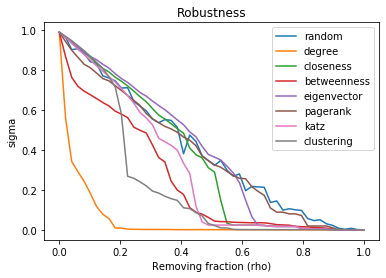 Robustness
1.0
0.8
0.6
0.4
0.2
0.0
sigma
random
degree
closeness
betweenness
eigenvector
pagerank
katz
clustering
0.0 0.2 0.4 0.6 0.8 1.0
Removing fraction (rho)